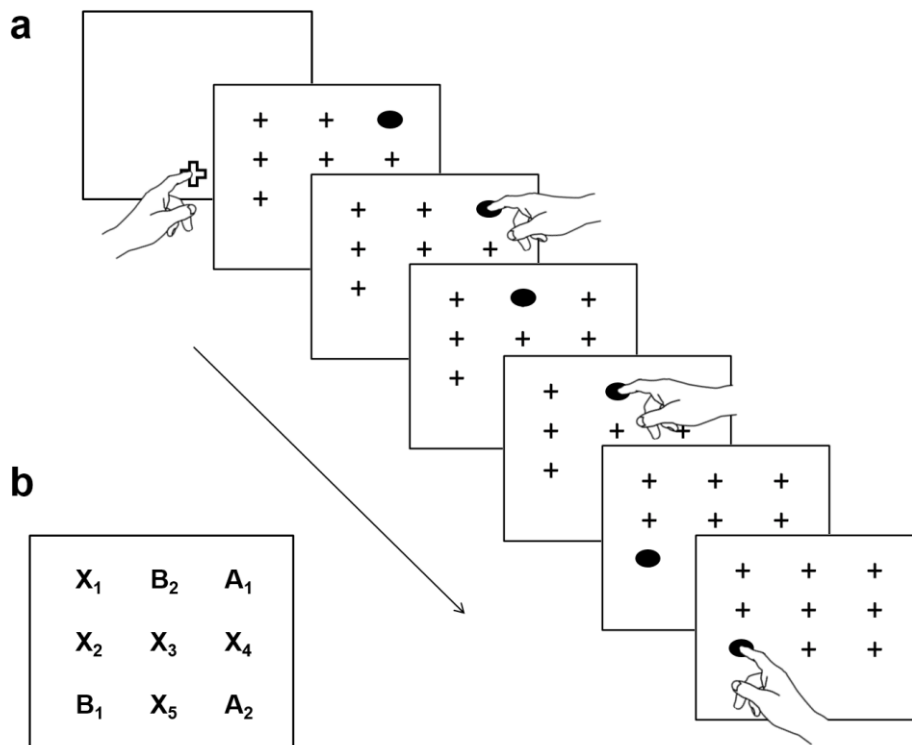 a
b
X₁ B₂ A₁
X₂ X₃ X₄
B₁ X₅ A₂